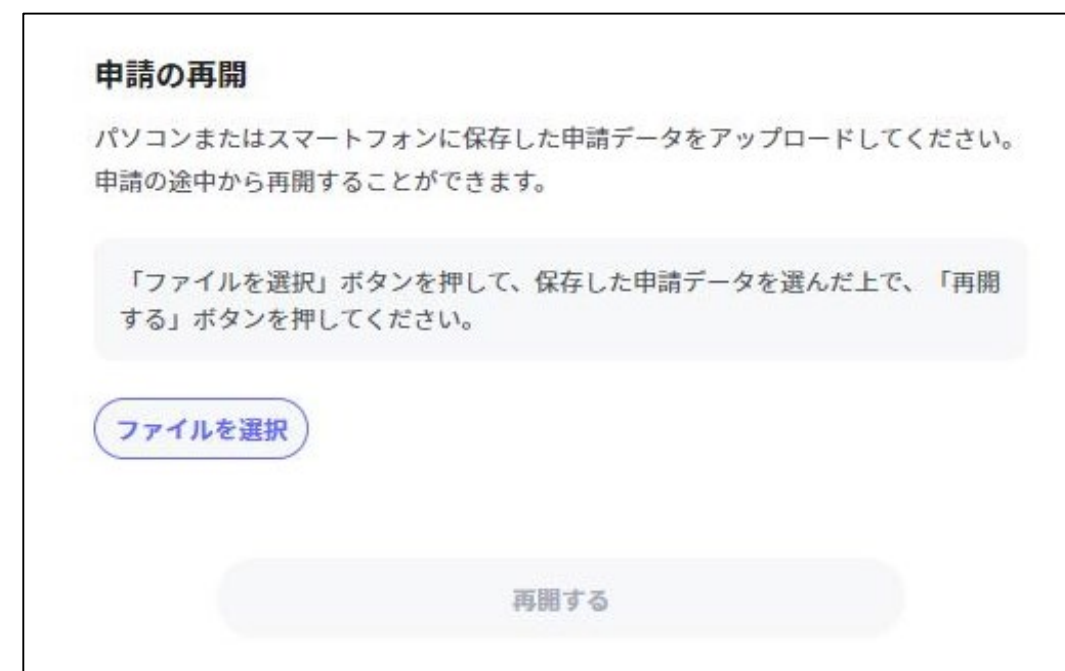 申請の再開
パソコンまたはスマートフォンに保存した申請データをアップロードしてください。
申請の途中から再開することができます。
「ファイルを選択」ボタンを押して、保存した申請データを選んだ上で、「再開
する」ボタンを押してください。
ファイルを選択
再開する